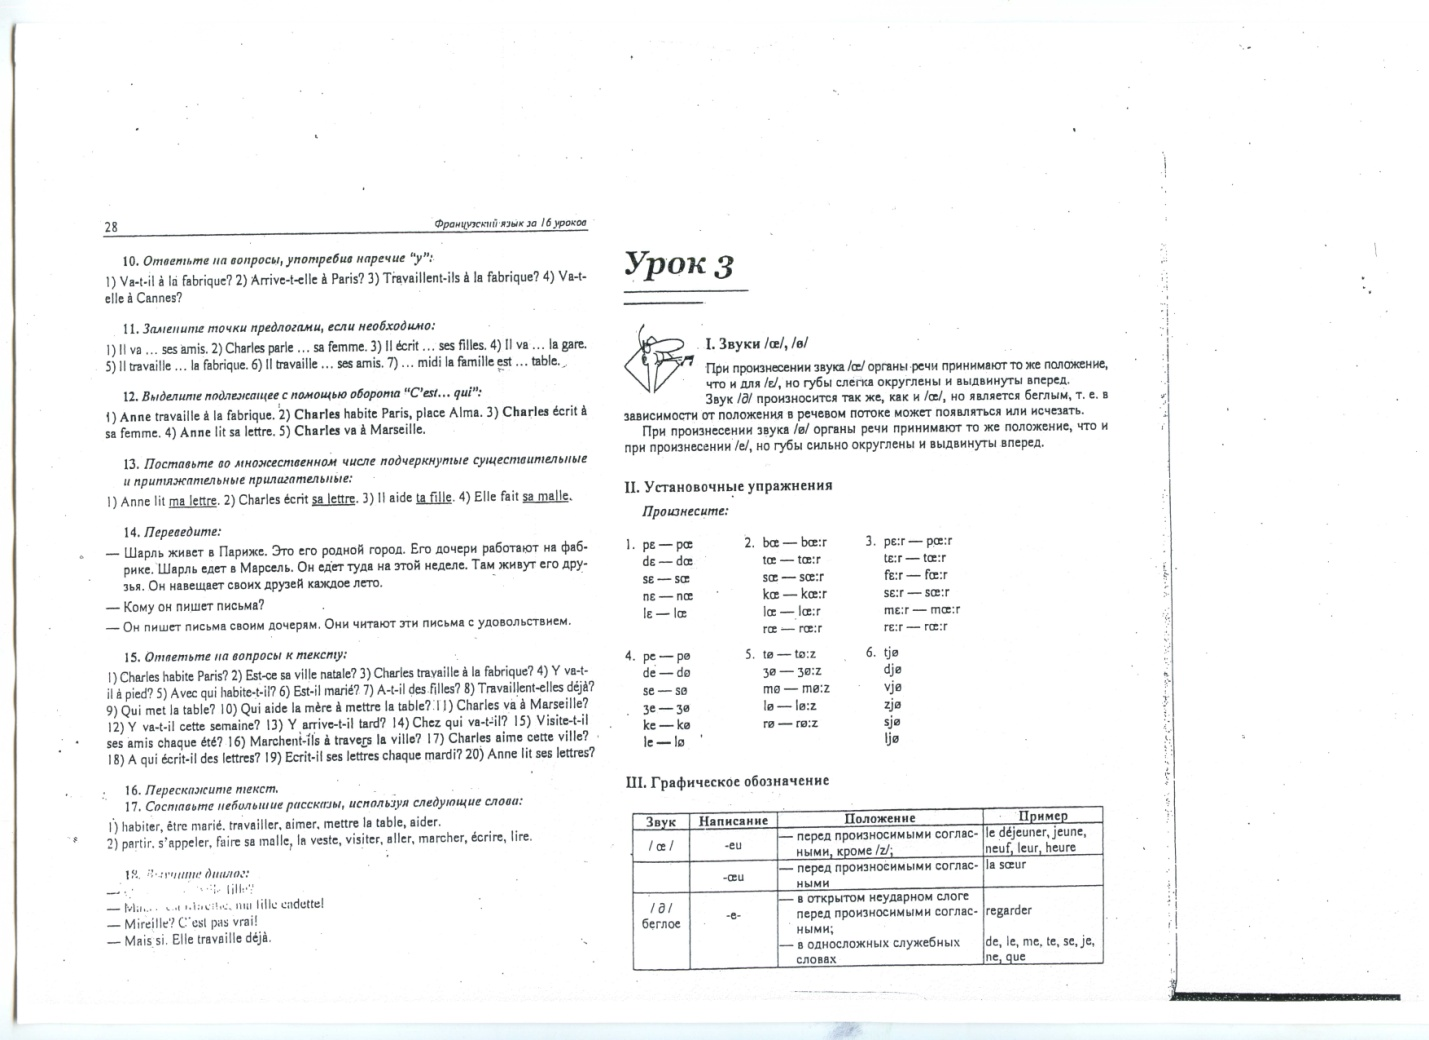 28 Французский язык за 16 уроков
10. Ответьте на вопросы, употребив наречие "y":
1) Va-t-il à la fabrique? 2) Arrive-t-elle à Paris? 3) Travaillent-ils à la fabrique? 4) Va-t-
elle à Cannes?
11. Замените точки предлогами, если необходимо:
1) Il va ... ses amis. 2) Charles parle ... sa femme. 3) Il écrit ... ses filles. 4) Il va ... la gare.
5) Il travaille ... la fabrique. 6) Il travaille ... ses amis. 7) ... midi la famille est ... table.
12. Выделите подлежащее с помощью оборота "C'est... qui":
1) Anne travaille à la fabrique. 2) Charles habite Paris, place Alma. 3) Charles écrit à
sa femme. 4) Anne lit sa lettre. 5) Charles va à Marseille.
13. Поставьте во множественном числе подчеркнутые существительные
и притяжательные прилагательные:
1) Anne lit ma lettre. 2) Charles écrit sa lettre. 3) Il aide ta fille. 4) Elle fait sa malle.
14. Переведите:
— Шарль живет в Париже. Это его родной город. Его дочери работают на фаб-
рике. Шарль едет в Марсель. Он едет туда на этой неделе. Там живут его дру-
зья. Он навещает своих друзей каждое лето.
— Кому он пишет письма?
— Он пишет письма своим дочерям. Они читают эти письма с удовольствием.
15. Ответьте на вопросы к тексту:
1) Charles habite Paris? 2) Est-ce sa ville natale? 3) Charles travaille à la fabrique? 4) Y va-t-
il à pied? 5) Avec qui habite-t-il? 6) Est-il marié? 7) A-t-il des filles? 8) Travaillent-elles déjà?
9) Qui met la table? 10) Qui aide la mère à mettre la table? 11) Charles va à Marseille?
12) Y va-t-il cette semaine? 13) Y arrive-t-il tard? 14) Chez qui va-t-il? 15) Visite-t-il
ses amis chaque été? 16) Marchent-ils à travers la ville? 17) Charles aime cette ville?
18) A qui écrit-il des lettres? 19) Ecrit-il ses lettres chaque mardi? 20) Anne lit ses lettres?
16. Перескажите текст.
17. Составьте небольшие рассказы, используя следующие слова:
1) habiter, être marié, travailler, aimer, mettre la table, aider.
2) partir, s'appeler, faire sa malle, la veste, visiter, aller, marcher, écrire, lire.
18. диалог:
— fille?
— ma fille cadette!
— Mireille? C'est pas vrai!
— Mais si. Elle travaille déjà.
Урок 3
I. Звуки /œ/, /ø/
При произнесении звука /œ/ органы речи принимают то же положение,
что и для /ɛ/, но губы слегка округлены и выдвинуты вперед.
Звук /ə/ произносится так же, как и /œ/, но является беглым, т. е. в
зависимости от положения в речевом потоке может появляться или исчезать.
При произнесении звука /ø/ органы речи принимают то же положение, что и
при произнесении /e/, но губы сильно округлены и выдвинуты вперед.
II. Установочные упражнения
Произнесите:
1. pɛ — pœ
dɛ — dœ
sɛ — sœ
nɛ — nœ
lɛ — lœ
2. bœ — bœ:r
tœ — tœ:r
sœ — sœ:r
kœ — kœ:r
lœ — lœ:r
rœ — rœ:r
3. pɛ:r — pœ:r
tɛ:r — tœ:r
fɛ:r — fœ:r
sɛ:r — sœ:r
mɛ:r — mœ:r
rɛ:r — rœ:r
4. pe — pø
de — dø
se — sø
ʒe — ʒø
ke — kø
le — lø
5. tø — tø:z
ʒø — ʒø:z
mø — mø:z
lø — lø:z
rø — rø:z
6. tjø
djø
vjø
zjø
sjø
ljø
III. Графическое обозначение
Звук Написание Положение Пример
/œ/ -eu — перед произносимыми соглас- le déjeuner, jeune,
ными, кроме /z/; neuf, leur, heure
-œu — перед произносимыми соглас- la sœur
ными
/ə/ — в открытом неударном слоге
беглое -e- перед произносимыми соглас- regarder
ными;
— в односложных служебных de, le, me, te, se, je,
словах ne, que